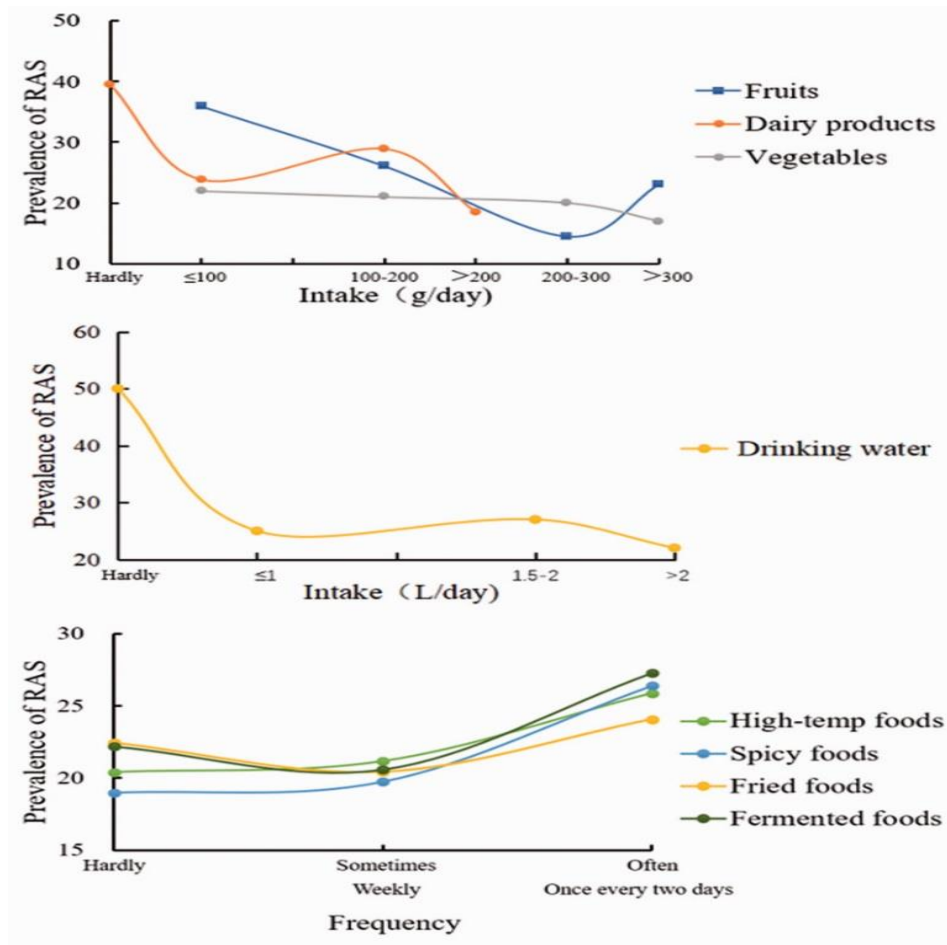 50
40
30
20
10
Prevalence of RAS
Hardly ≤100 100-200 >200 200-300 >300
Intake（g/day)
Fruits
Dairy products
Vegetables
60
50
40
30
20
Prevalence of RAS
Hardly ≤1 1.5-2 >2
Intake（L/day)
Drinking water
30
25
20
15
Prevalence of RAS
Hardly Sometimes Often
Weekly Once every two days
Frequency
High-temp foods
Spicy foods
Fried foods
Fermented foods